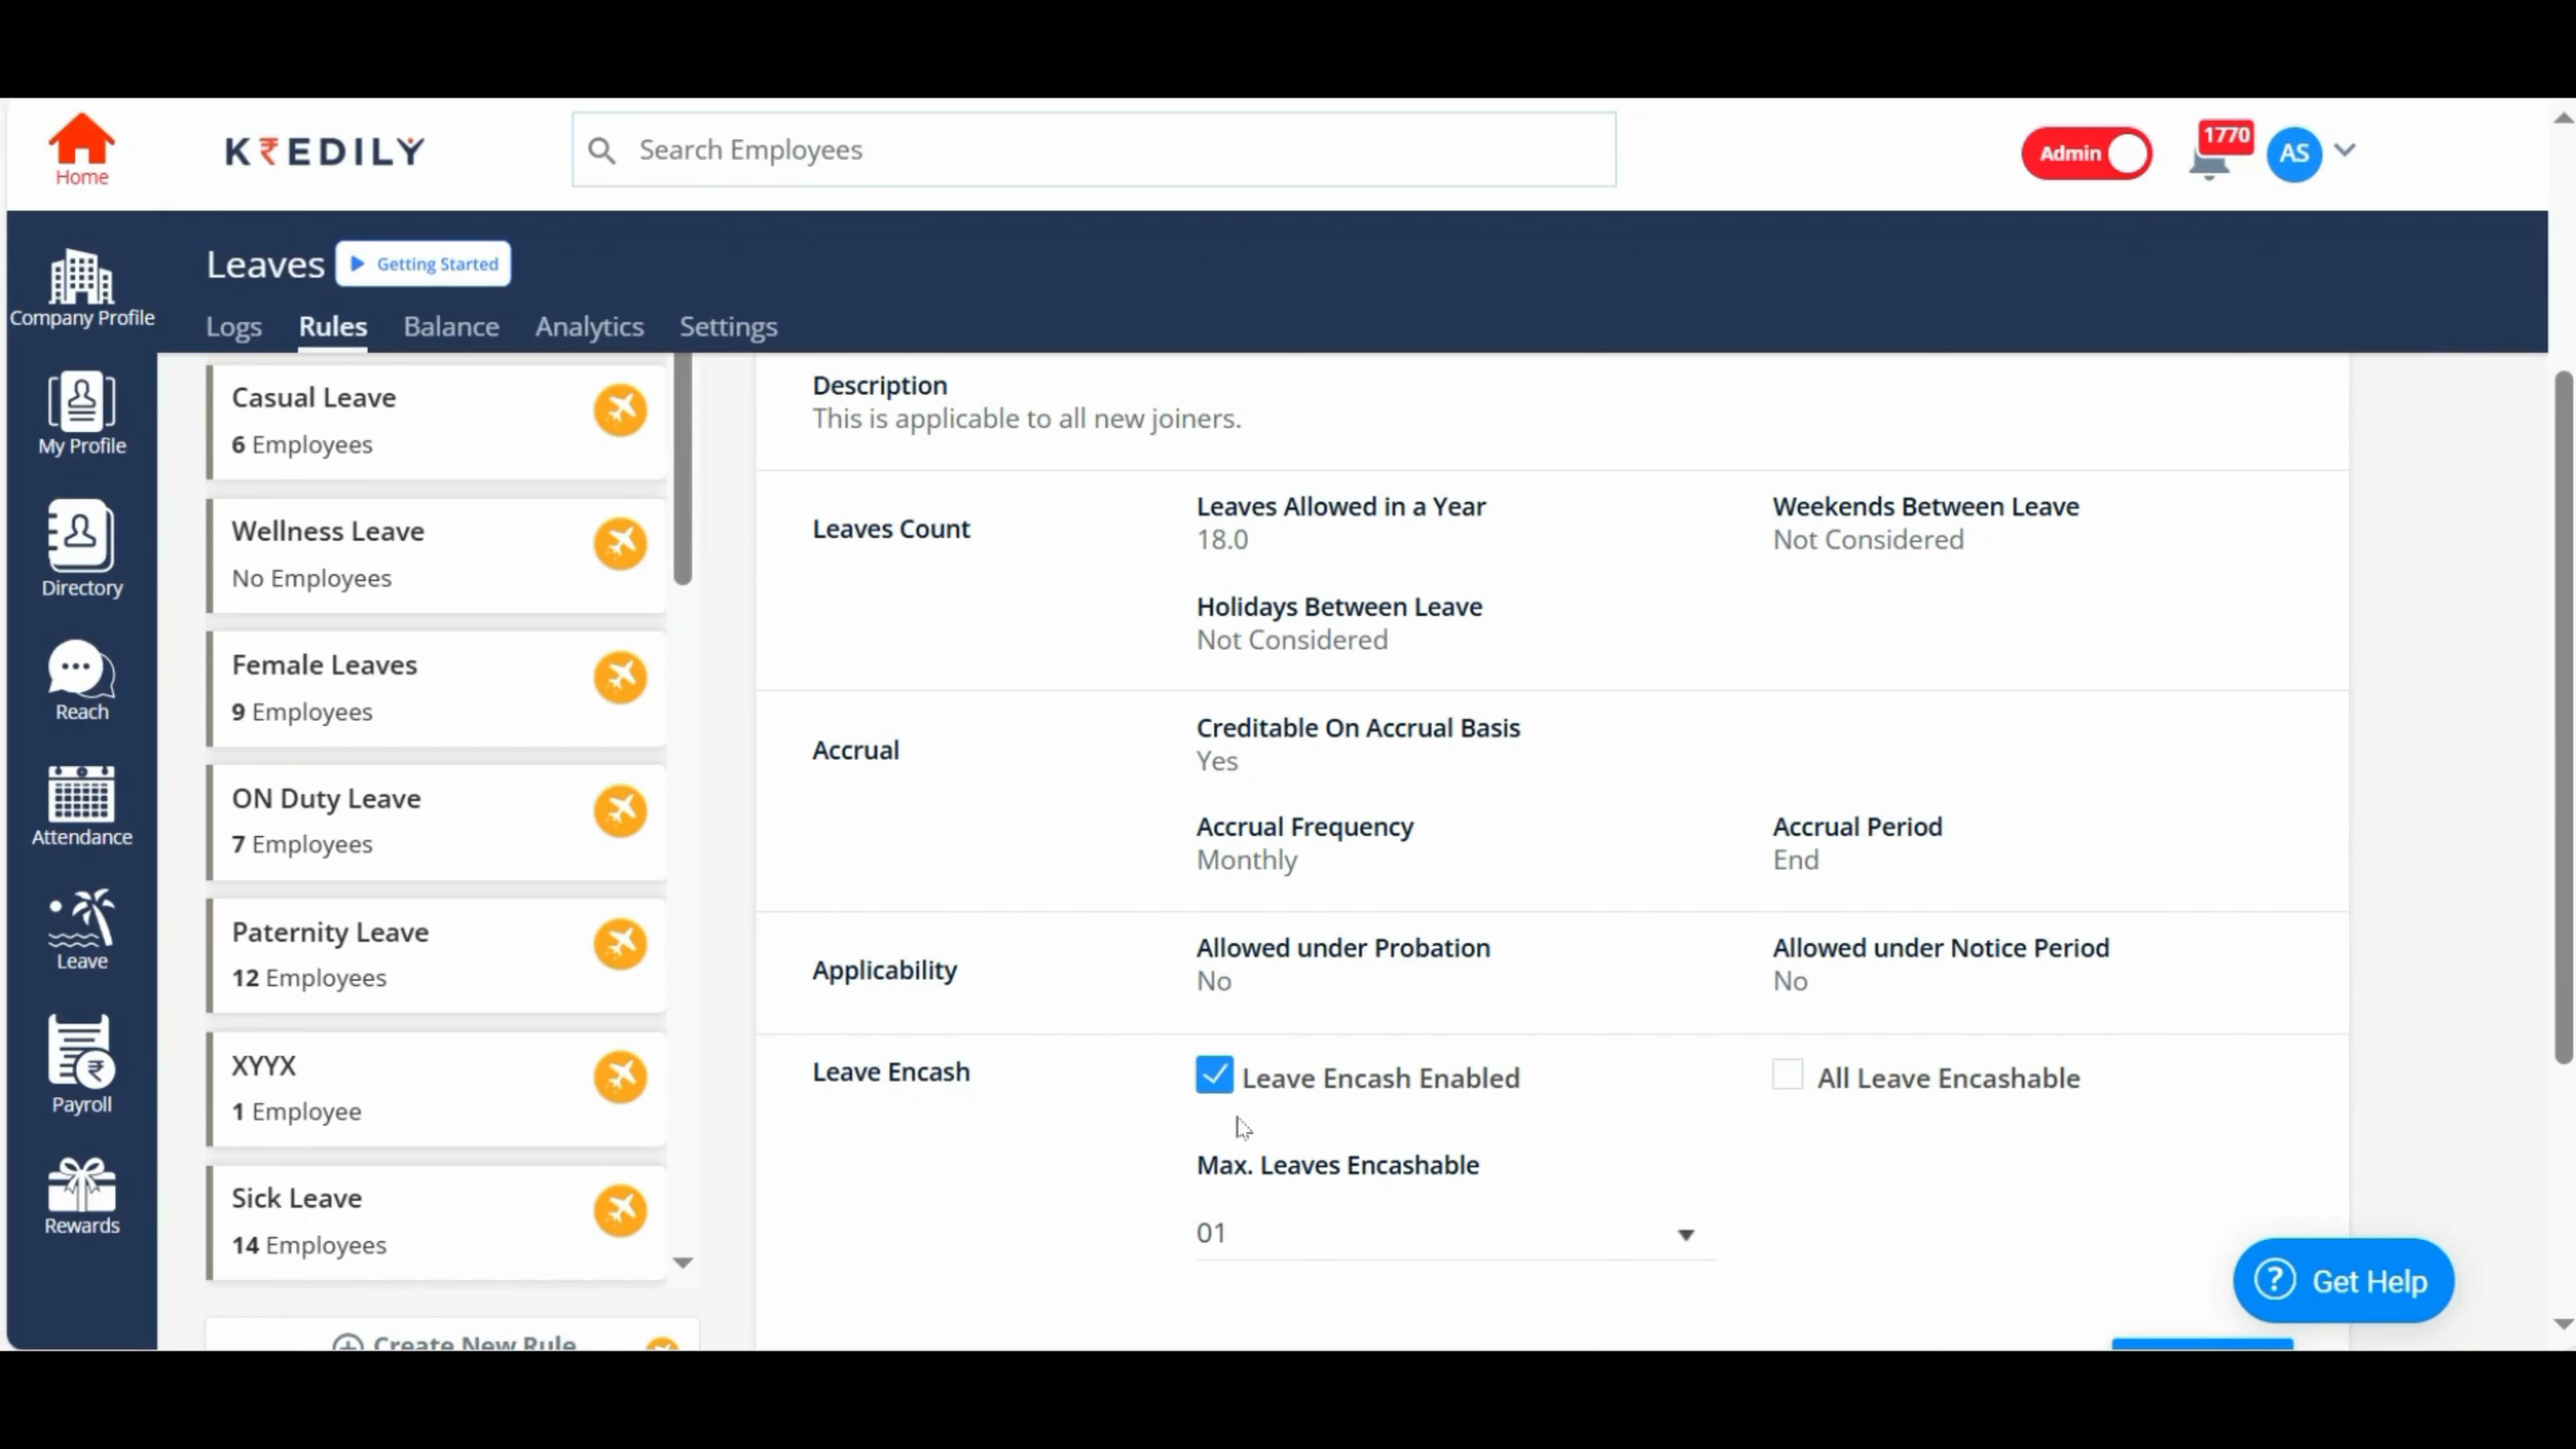 Home
K₹EDILY
Search Employees
Admin
1770
AS
Leaves
Getting Started
Logs Rules Balance Analytics Settings
Company Profile
My Profile
Directory
Reach
Attendance
Leave
Payroll
Rewards
Casual Leave
6 Employees
Wellness Leave
No Employees
Female Leaves
9 Employees
ON Duty Leave
7 Employees
Paternity Leave
12 Employees
XYYX
1 Employee
Sick Leave
14 Employees
Create New Rule
Description
This is applicable to all new joiners.
Leaves Count
Leaves Allowed in a Year
18.0
Weekends Between Leave
Not Considered
Holidays Between Leave
Not Considered
Accrual
Creditable On Accrual Basis
Yes
Accrual Frequency
Monthly
Accrual Period
End
Applicability
Allowed under Probation
No
Allowed under Notice Period
No
Leave Encash
Leave Encash Enabled
All Leave Encashable
Max. Leaves Encashable
01
? Get Help